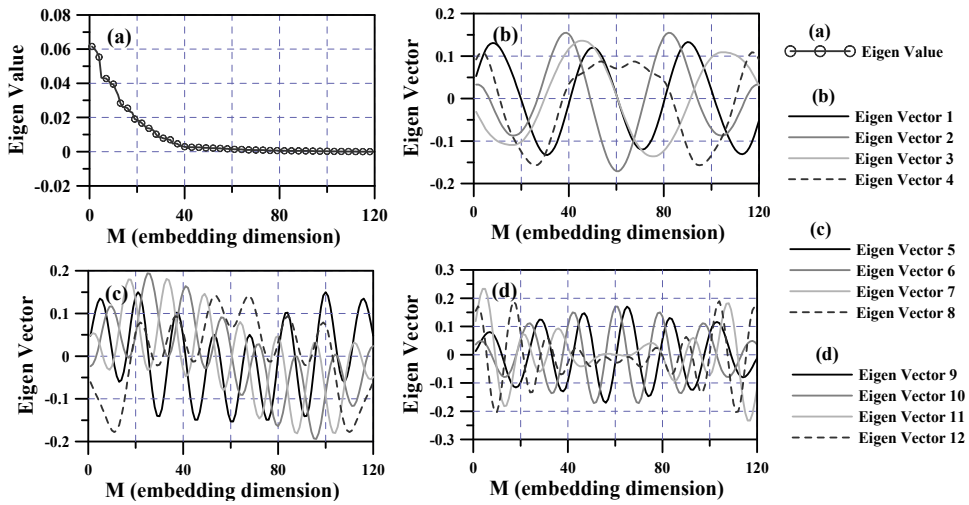 (a)
Eigen Value
0.08
0.06
0.04
0.02
0
-0.02
0 40 80 120
M (embedding dimension)
(b)
Eigen Vector
0.2
0.1
0
-0.1
-0.2
0 40 80 120
M (embedding dimension)
(a)
Eigen Value
(b)
Eigen Vector 1
Eigen Vector 2
Eigen Vector 3
Eigen Vector 4
(c)
Eigen Vector
0.2
0.1
0
-0.1
-0.2
0 40 80 120
M (embedding dimension)
(d)
Eigen Vector
0.3
0.2
0.1
0
-0.1
-0.2
-0.3
0 40 80 120
M (embedding dimension)
(c)
Eigen Vector 5
Eigen Vector 6
Eigen Vector 7
Eigen Vector 8
(d)
Eigen Vector 9
Eigen Vector 10
Eigen Vector 11
Eigen Vector 12